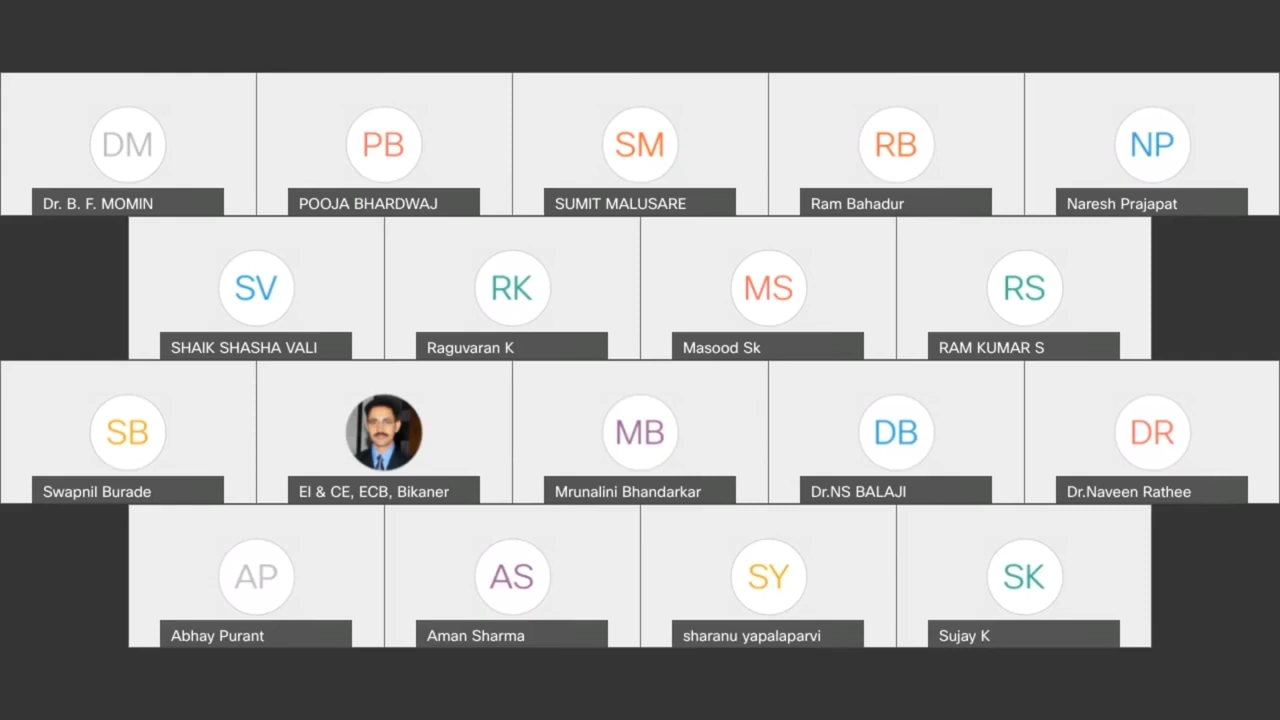 DM PB SM RB NP
Dr. B. F. MOMIN POOJA BHARDWAJ SUMIT MALUSARE Ram Bahadur Naresh Prajapat
SV RK MS RS
SHAIK SHASHA VALI Raguvaran K Masood Sk RAM KUMAR S
SB MB DB DR
Swapnil Burade EI & CE, ECB, Bikaner Mrunalini Bhandarkar Dr.NS BALAJI Dr.Naveen Rathee
AP AS SY SK
Abhay Purant Aman Sharma sharanu yapalaparvi Sujay K